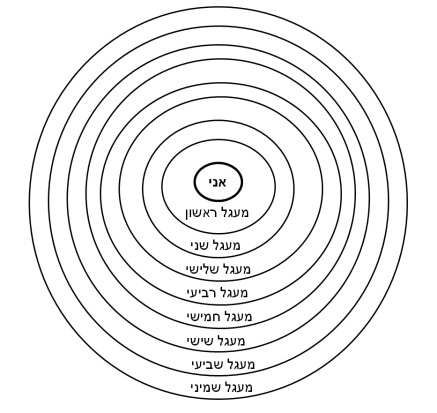 אני
מעגל ראשון
מעגל שני
מעגל שלישי
מעגל רביעי
מעגל חמישי
מעגל שישי
מעגל שביעי
מעגל שמיני